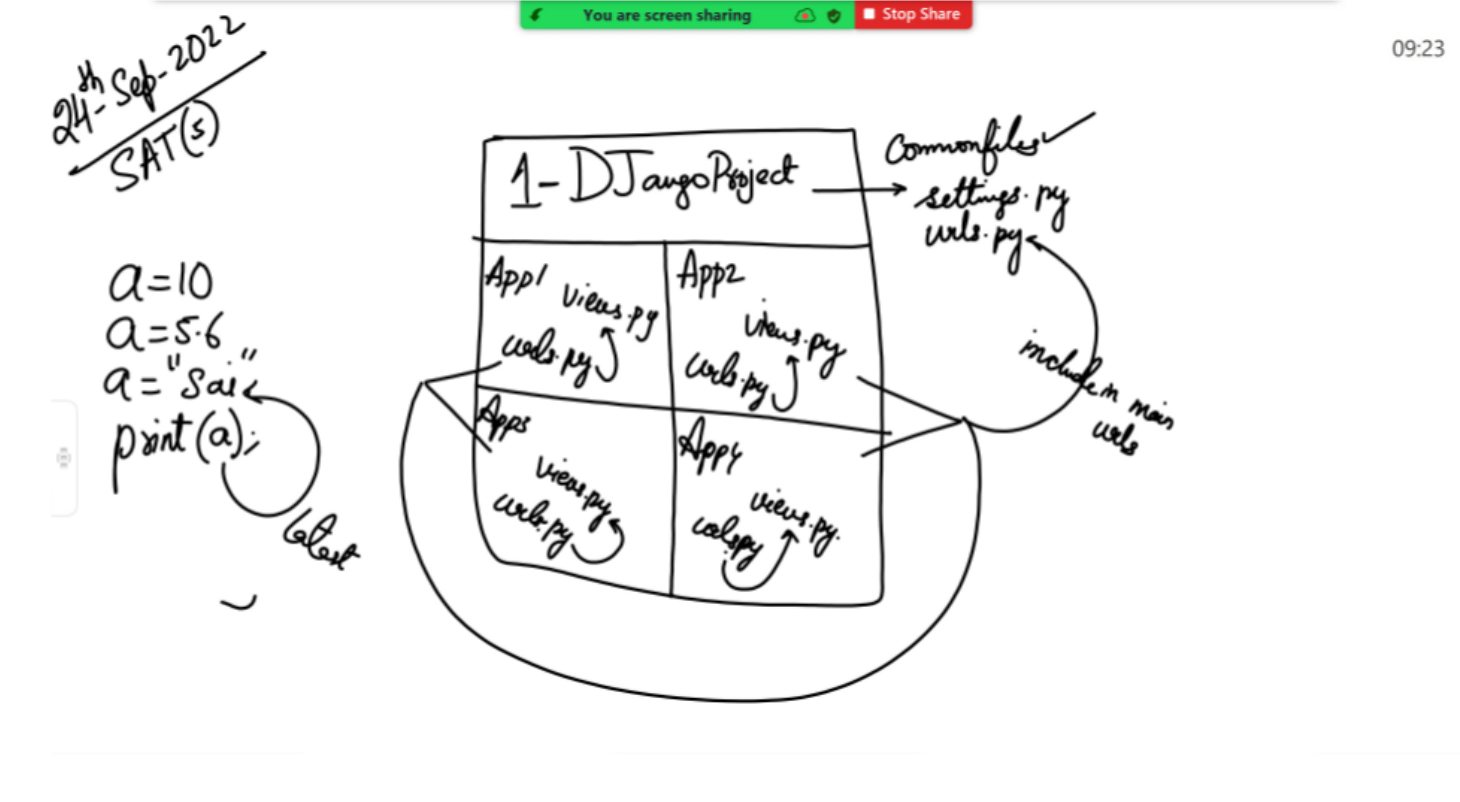 You are screen sharing
Stop Share
09:23
24th-Sep-2022
SAT(s)
a=10
a=5.6
a="Sai"
print(a);
latest
1-DJangoProject
Commonfiles
settings.py
urls.py
App1
views.py
urls.py
App2
views.py
urls.py
App3
views.py
urls.py
App4
views.py.
urls.py
include in main
urls